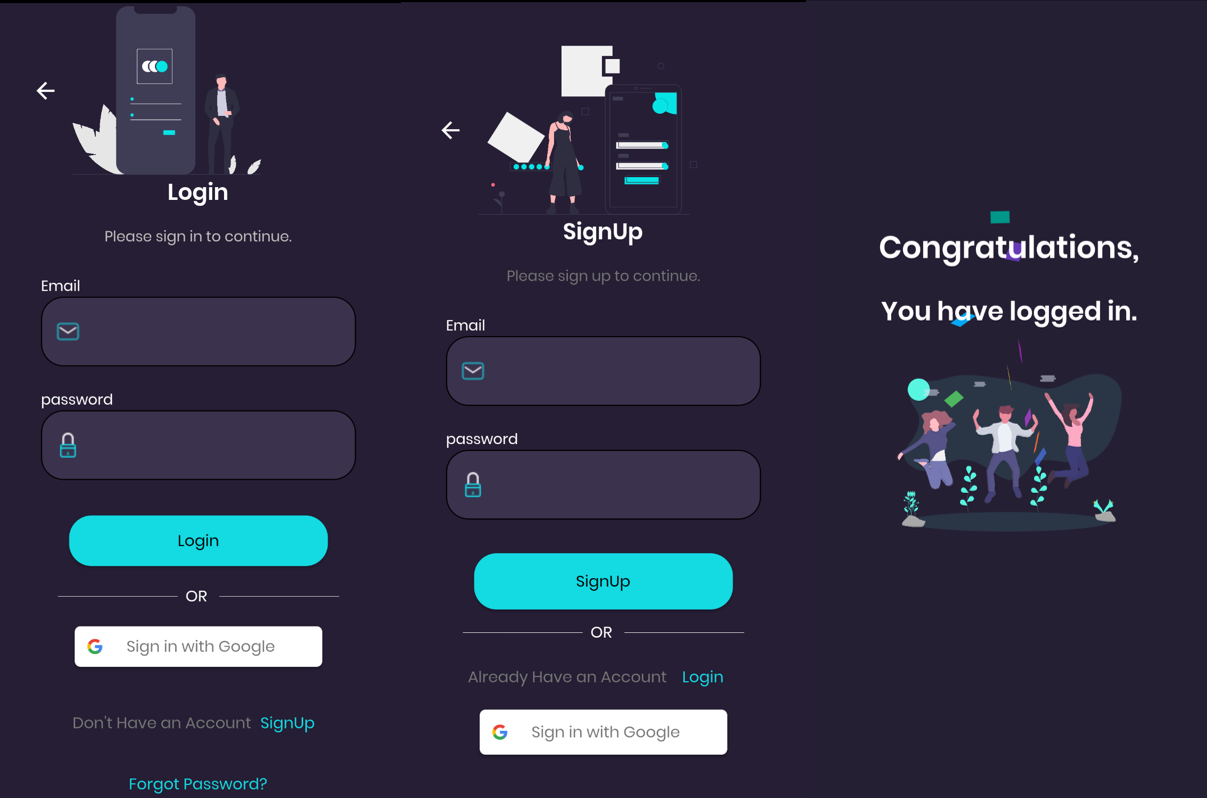 Login
Please sign in to continue.
Email
password
Login
OR
Sign in with Google
Don't Have an Account SignUp
Forgot Password?
SignUp
Please sign up to continue.
Email
password
SignUp
OR
Already Have an Account Login
Sign in with Google
Congratulations,
You have logged in.